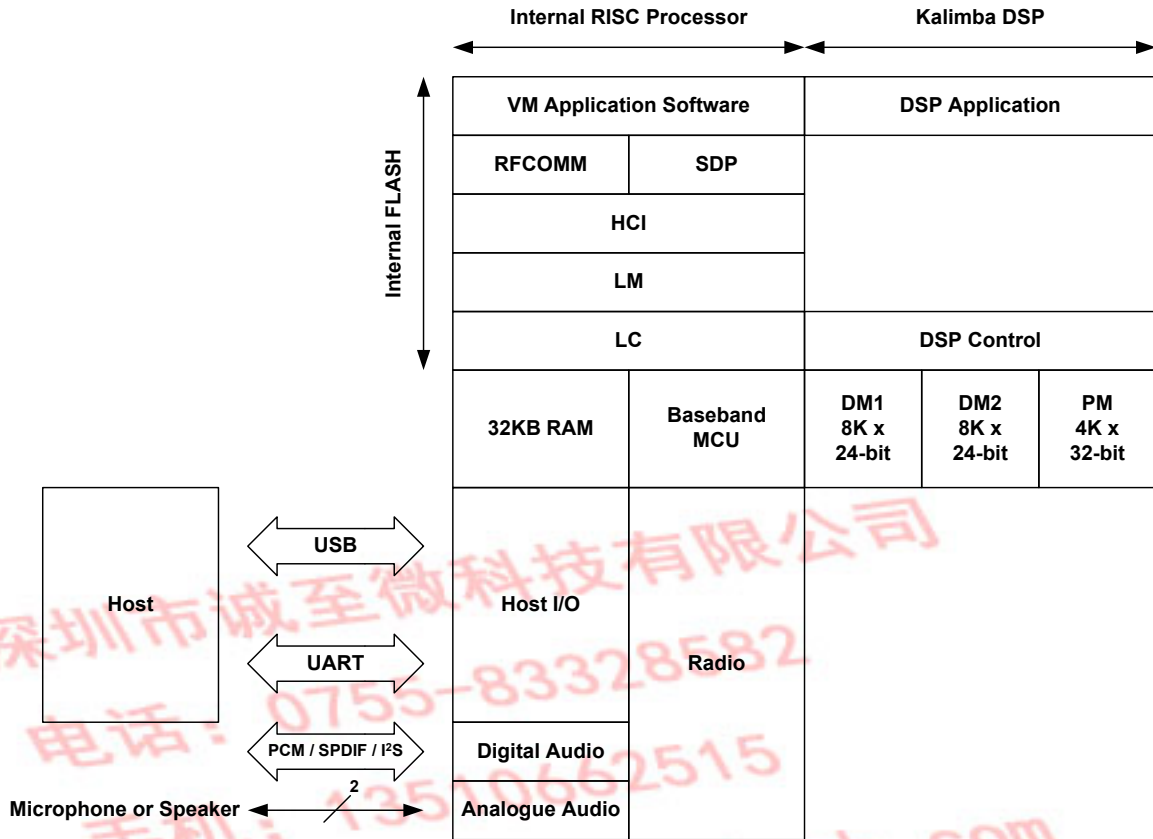 Internal RISC Processor
Kalimba DSP
Internal FLASH
VM Application Software
DSP Application
RFCOMM
SDP
HCI
LM
LC
DSP Control
32KB RAM
Baseband
MCU
DM1
8K x
24-bit
DM2
8K x
24-bit
PM
4K x
32-bit
Host
USB
UART
Host I/O
Radio
PCM / SPDIF / I²S
Digital Audio
Microphone or Speaker
2
Analogue Audio
深圳市诚至微科技有限公司
电话：0755-83328582
手机：13510662515